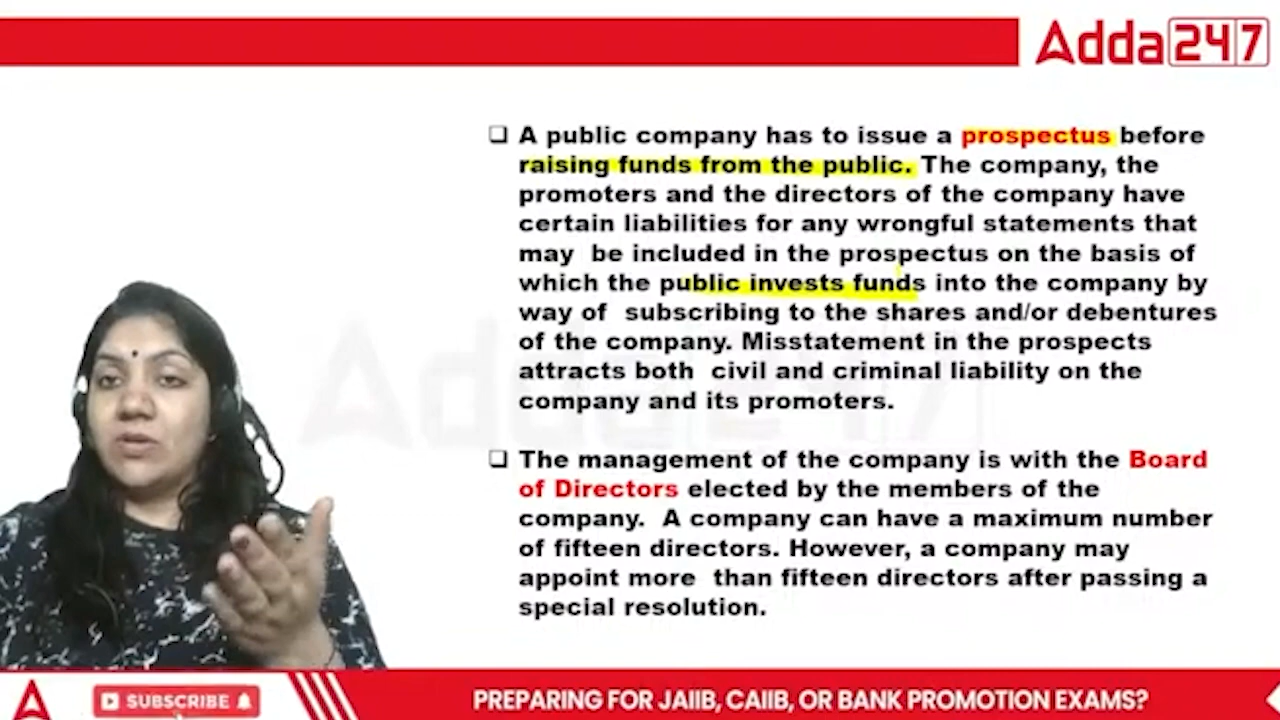 Adda247
❑ A public company has to issue a prospectus before
raising funds from the public. The company, the
promoters and the directors of the company have
certain liabilities for any wrongful statements that
may be included in the prospectus on the basis of
which the public invests funds into the company by
way of subscribing to the shares and/or debentures
of the company. Misstatement in the prospects
attracts both civil and criminal liability on the
company and its promoters.
❑ The management of the company is with the Board
of Directors elected by the members of the
company. A company can have a maximum number
of fifteen directors. However, a company may
appoint more than fifteen directors after passing a
special resolution.
Adda247
SUBSCRIBE
PREPARING FOR JAIIB, CAIIB, OR BANK PROMOTION EXAMS?